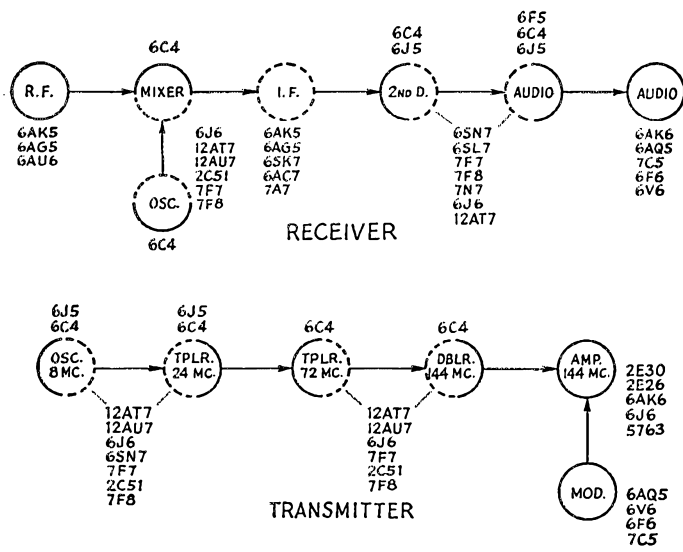 6C4
6C4
6J5
6F5
6C4
6J5
R.F.
MIXER
I.F.
2ND D.
AUDIO
AUDIO
6AK5
6AG5
6AU6
OSC.
6C4
6J6
12AT7
12AU7
2C51
7F7
7F8
6AK5
6AG5
6SK7
6AC7
7A7
6SN7
6SL7
7F7
7F8
7N7
6J6
12AT7
6AK6
6AQ5
7C5
6F6
6V6
RECEIVER
6J5
6C4
6J5
6C4
6C4
6C4
OSC.
8 MC.
TPLR.
24 MC.
TPLR.
72 MC.
DBLR.
144 MC.
AMP.
144 MC.
2E30
2E26
6AK6
6J6
5763
12AT7
12AU7
6J6
6SN7
7F7
2C51
7F8
12AT7
12AU7
6J6
7F7
2C51
7F8
MOD.
6AQ5
6V6
6F6
7C5
TRANSMITTER